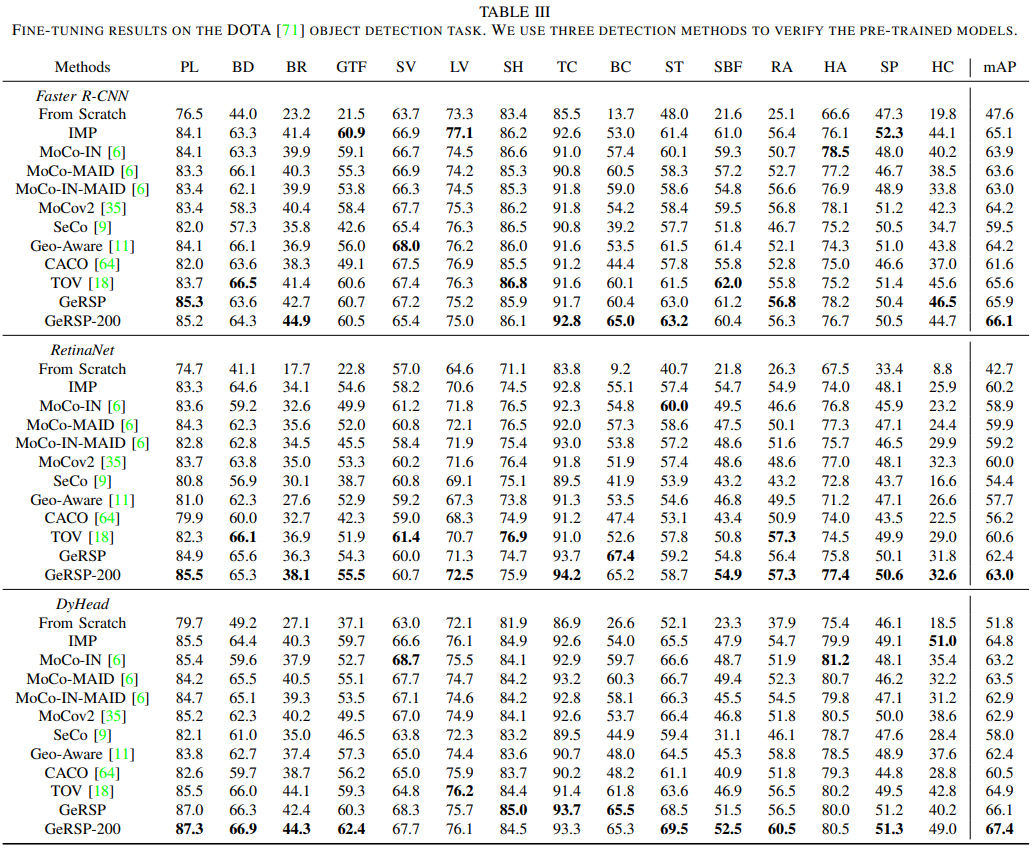 TABLE III
FINE-TUNING RESULTS ON THE DOTA [71] OBJECT DETECTION TASK. WE USE THREE DETECTION METHODS TO VERIFY THE PRE-TRAINED MODELS.
Methods PL BD BR GTF SV LV SH TC BC ST SBF RA HA SP HC mAP
Faster R-CNN
From Scratch 76.5 44.0 23.2 21.5 63.7 73.3 83.4 85.5 13.7 48.0 21.6 25.1 66.6 47.3 19.8 47.6
IMP 84.1 63.3 41.4 60.9 66.9 77.1 86.2 92.6 53.0 61.4 61.0 56.4 76.1 52.3 44.1 65.1
MoCo-IN [6] 84.1 63.3 39.9 59.1 66.7 74.5 86.6 91.0 57.4 60.1 59.3 50.7 78.5 48.0 40.2 63.9
MoCo-MAID [6] 83.3 66.1 40.3 55.3 66.9 74.2 85.3 90.8 60.5 58.3 57.2 52.7 77.2 46.7 38.5 63.6
MoCo-IN-MAID [6] 83.4 62.1 39.9 53.8 66.3 74.5 85.3 91.8 59.0 58.6 54.8 56.6 76.9 48.9 33.8 63.0
MoCov2 [35] 83.4 58.3 40.4 58.4 67.7 75.3 86.2 91.8 54.2 58.4 59.5 56.8 78.1 51.2 42.3 64.2
SeCo [9] 82.0 57.3 35.8 42.6 65.4 76.3 86.5 90.8 39.2 57.7 51.8 46.7 75.2 50.5 34.7 59.5
Geo-Aware [11] 84.1 66.1 36.9 56.0 68.0 76.2 86.0 91.6 53.5 61.5 61.4 52.1 74.3 51.0 43.8 64.2
CACO [64] 82.0 63.6 38.3 49.1 67.5 76.9 85.5 91.2 44.4 57.8 55.8 52.8 75.0 46.6 37.0 61.6
TOV [18] 83.7 66.5 41.4 60.6 67.4 76.3 86.8 91.6 60.1 61.5 62.0 55.8 75.3 51.4 45.6 65.6
GeRSP 85.3 63.6 42.7 60.7 67.2 75.2 85.9 91.7 60.4 63.0 61.2 56.8 78.2 50.4 46.5 65.9
GeRSP-200 85.2 64.3 44.9 60.5 65.4 75.0 86.1 92.8 65.0 63.2 60.4 56.3 76.7 50.5 44.7 66.1
RetinaNet
From Scratch 74.7 41.1 17.7 22.8 57.0 64.6 71.1 83.8 9.2 40.7 21.8 26.3 67.5 33.4 8.8 42.7
IMP 83.3 64.6 34.1 54.6 58.2 70.6 74.5 92.8 55.1 57.4 54.7 54.9 74.0 48.1 25.9 60.2
MoCo-IN [6] 83.6 59.2 32.6 49.9 61.2 71.8 76.5 92.3 54.8 60.0 49.5 46.6 76.8 45.9 23.2 58.9
MoCo-MAID [6] 84.3 62.3 35.6 52.0 60.8 72.1 76.5 92.0 57.3 58.6 47.5 50.1 77.3 47.1 24.4 59.9
MoCo-IN-MAID [6] 82.8 62.8 34.5 45.5 58.4 71.9 75.4 93.0 53.8 57.2 48.6 51.6 75.7 46.5 29.9 59.2
MoCov2 [35] 83.7 63.8 35.0 53.3 60.2 71.6 76.4 91.8 51.9 57.4 48.6 48.6 77.0 48.1 32.3 60.0
SeCo [9] 80.8 56.9 30.1 38.7 60.8 69.1 75.1 89.5 41.9 53.9 43.2 43.2 72.8 43.7 16.6 54.4
Geo-Aware [11] 81.0 62.3 27.6 52.9 59.2 67.3 73.8 91.3 53.5 54.6 46.8 49.5 71.2 47.1 26.6 57.7
CACO [64] 79.9 60.0 32.7 42.3 59.0 68.3 74.9 91.2 47.4 53.1 43.4 50.9 74.0 43.5 22.5 56.2
TOV [18] 82.3 66.1 36.9 51.9 61.4 70.7 76.9 91.0 52.6 57.8 50.8 57.3 74.5 49.9 29.0 60.6
GeRSP 84.9 65.6 36.3 54.3 60.0 71.3 74.7 93.7 67.4 59.2 54.8 56.4 75.8 50.1 31.8 62.4
GeRSP-200 85.5 65.3 38.1 55.5 60.7 72.5 75.9 94.2 65.2 58.7 54.9 57.3 77.4 50.6 32.6 63.0
DyHead
From Scratch 79.7 49.2 27.1 37.1 63.0 72.1 81.9 86.9 26.6 52.1 23.3 37.9 75.4 46.1 18.5 51.8
IMP 85.5 64.4 40.3 59.7 66.6 76.1 84.9 92.6 54.0 65.5 47.9 54.7 79.9 49.1 51.0 64.8
MoCo-IN [6] 85.4 59.6 37.9 52.7 68.7 75.5 84.1 92.9 59.7 66.6 48.7 51.9 81.2 48.1 35.4 63.2
MoCo-MAID [6] 84.2 65.5 40.5 55.1 67.7 74.7 84.2 93.2 60.3 66.7 49.4 52.3 80.7 46.2 32.2 63.5
MoCo-IN-MAID [6] 84.7 65.1 39.3 53.5 67.1 74.6 84.2 92.8 58.1 66.3 45.5 54.5 79.8 47.1 31.2 62.9
MoCov2 [35] 85.2 62.3 40.2 49.5 67.0 74.9 84.1 92.6 53.7 66.4 46.8 51.8 80.5 50.0 38.6 62.9
SeCo [9] 82.1 61.0 35.0 46.5 63.8 72.3 83.2 89.5 44.9 59.4 31.1 46.1 78.7 47.6 28.4 58.0
Geo-Aware [11] 83.8 62.7 37.4 57.3 65.0 74.4 83.6 90.7 48.0 64.5 45.3 58.8 78.5 48.9 37.6 62.4
CACO [64] 82.6 59.7 38.7 56.2 65.0 75.9 83.7 90.2 48.2 61.1 40.9 51.8 79.3 44.8 28.8 60.5
TOV [18] 85.5 66.0 44.1 59.3 64.8 76.2 84.4 91.4 61.8 63.6 46.9 56.5 80.2 49.5 42.8 64.9
GeRSP 87.0 66.3 42.4 60.3 68.3 75.7 85.0 93.7 65.5 68.5 51.5 56.5 80.0 51.2 40.2 66.1
GeRSP-200 87.3 66.9 44.3 62.4 67.7 76.1 84.5 93.3 65.3 69.5 52.5 60.5 80.5 51.3 49.0 67.4